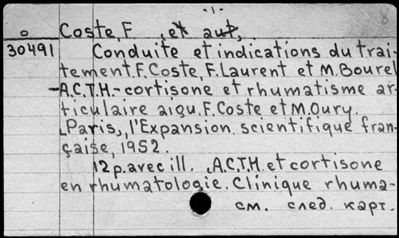 -1-
o Coste, F., et aut.
30491 Conduite et indications du trai-
tement. F. Coste, F. Laurent et M. Bourel
-A.C.T.H.- cortisone et rhumatisme ar-
ticulaire aigu. F. Coste et M. Oury.
Paris, l'Expansion scientifique fran-
çaise, 1952.
12 p. avec ill. A.C.T.H. et cortisone
en rhumatologie. Clinique rhuma-
см. след. карт.